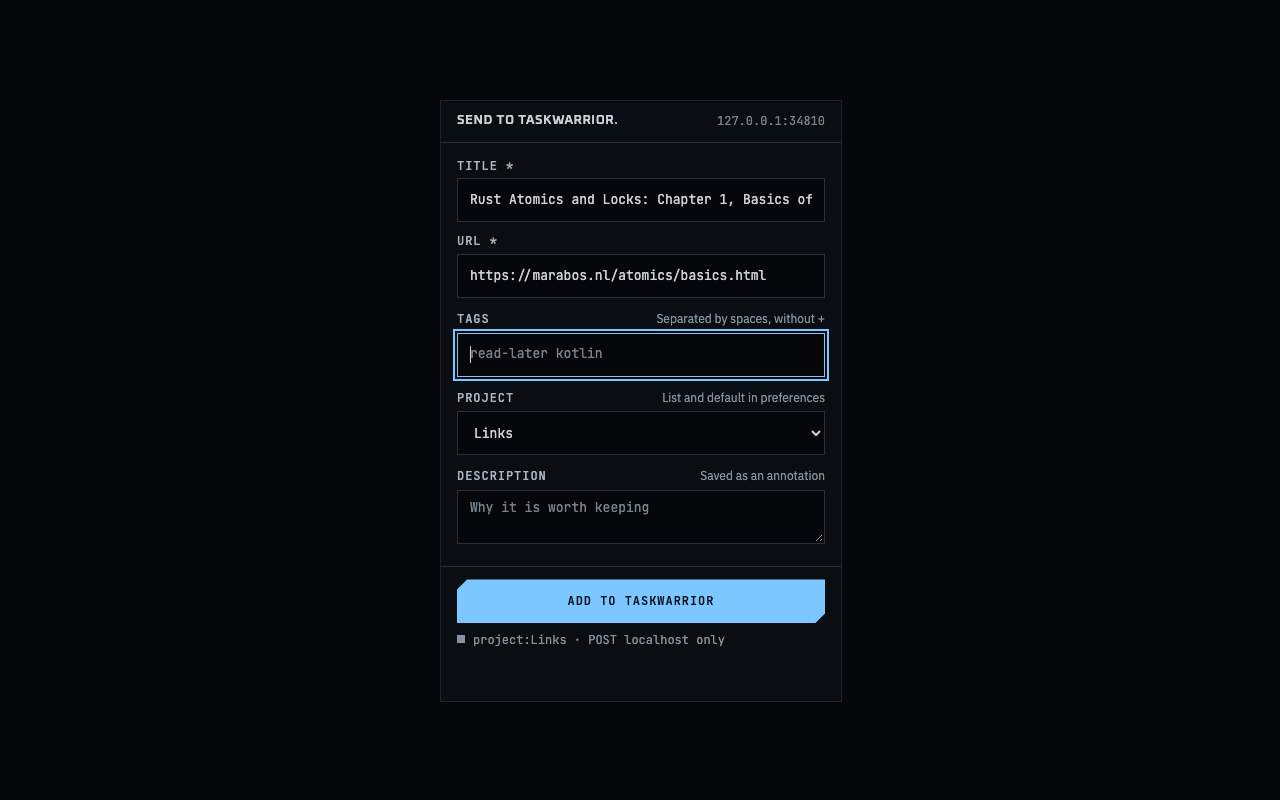 SEND TO TASKWARRIOR.
127.0.0.1:34810
TITLE *
Rust Atomics and Locks: Chapter 1, Basics of
URL *
https://marabos.nl/atomics/basics.html
TAGS
Separated by spaces, without +
read-later kotlin
PROJECT
List and default in preferences
Links
DESCRIPTION
Saved as an annotation
Why it is worth keeping
ADD TO TASKWARRIOR
project:Links · POST localhost only